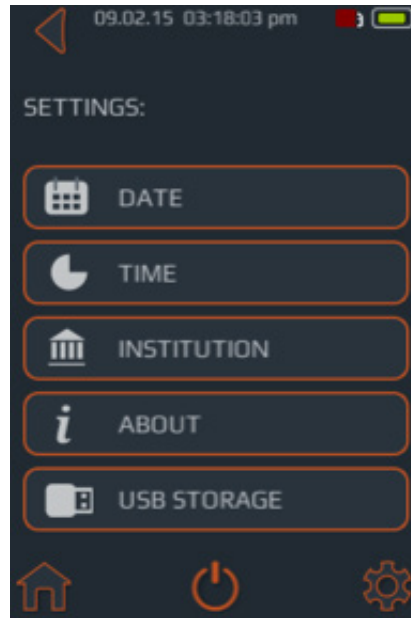 09.02.15 03:18:03 pm
SETTINGS:
DATE
TIME
INSTITUTION
ABOUT
USB STORAGE